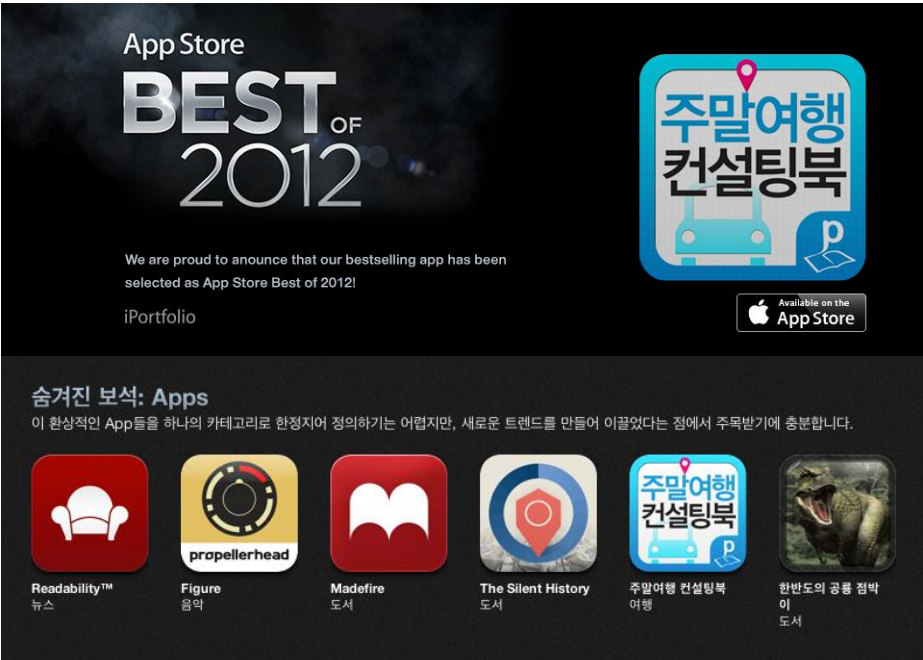 App Store
BEST OF
2012
주말여행
컨설팅북
p
We are proud to anounce that our bestselling app has been
selected as App Store Best of 2012!
iPortfolio
Available on the
App Store
숨겨진 보석: Apps
이 환상적인 App들을 하나의 카테고리로 한정지어 정의하기는 어렵지만, 새로운 트렌드를 만들어 이끌었다는 점에서 주목받기에 충분합니다.
propellerhead
주말여행
컨설팅북
p
Readability™
뉴스
Figure
음악
Madefire
도서
The Silent History
도서
주말여행 컨설팅북
여행
한반도의 공룡 점박
이
도서